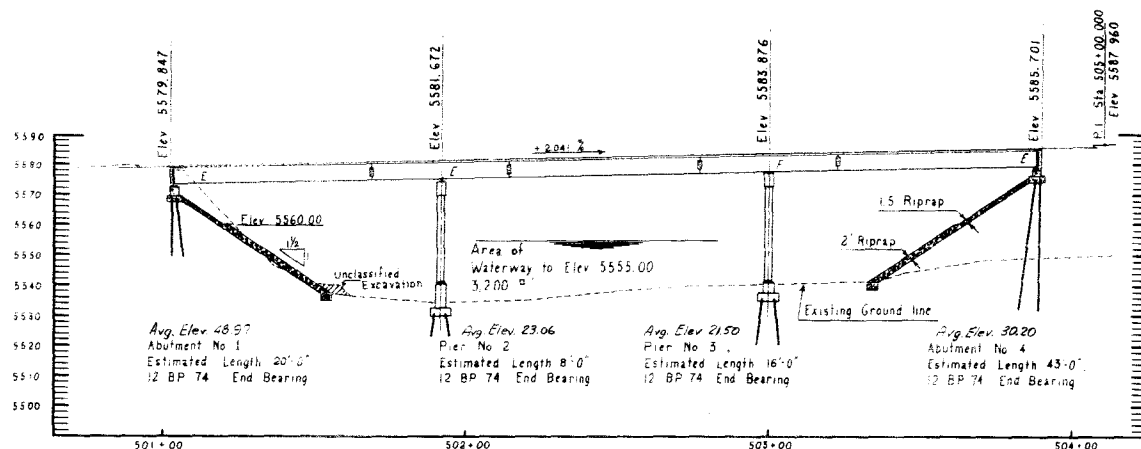 Elev 5579.847
Elev 5581.672
Elev 5583.876
Elev 5585.701
P.I. Sta 505+00.000
Elev 5587.960
5590
5580
5570
5560
5550
5540
5530
5520
5510
5500
+2.041 %
E
F
F
E
Elev 5560.00
1½
Unclassified
Excavation
Area of
Waterway to Elev 5555.00
3,200 □'
1.5' Riprap
2' Riprap
Existing Ground line
Avg. Elev. 48.97
Abutment No 1
Estimated Length 20'-0"
12 BP 74 End Bearing
Avg. Elev. 23.06
Pier No 2
Estimated Length 8'-0"
12 BP 74 End Bearing
Avg. Elev 21.50
Pier No 3
Estimated Length 16'-0"
12 BP 74 End Bearing
Avg. Elev. 30.20
Abutment No 4
Estimated Length 43'-0"
12 BP 74 End Bearing
501+00
502+00
503+00
504+00